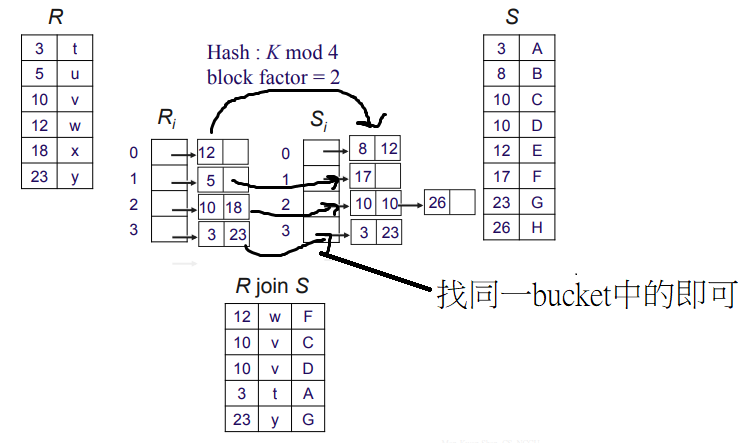 R
S
3 t
5 u
10 v
12 w
18 x
23 y
Hash : K mod 4
block factor = 2
3 A
8 B
10 C
10 D
12 E
17 F
23 G
26 H
Ri
Si
0 12 0 8 12
1 5 1 17
2 10 18 2 10 10 26
3 3 23 3 3 23
找同一bucket中的即可
R join S
12 w F
10 v C
10 v D
3 t A
23 y G